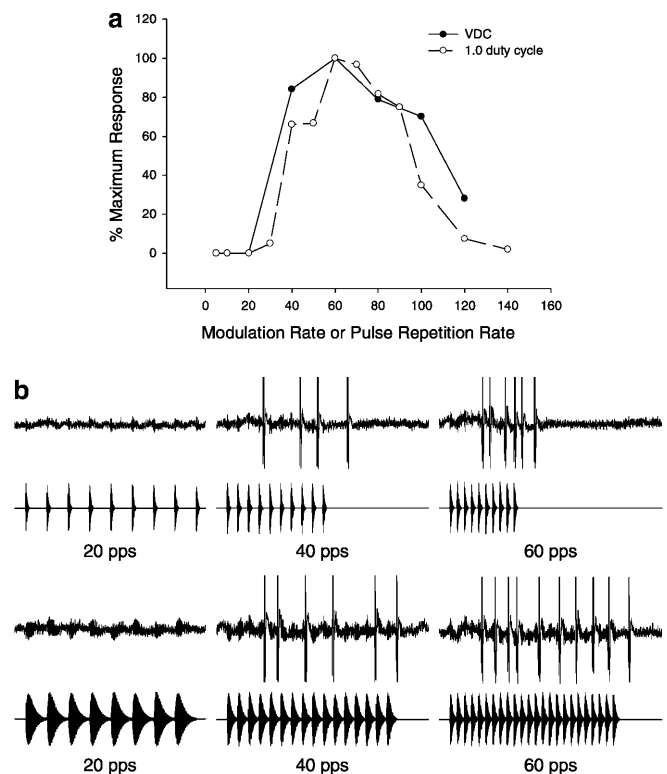 a
120
100
80
60
40
20
0
% Maximum Response
VDC
1.0 duty cycle
0 20 40 60 80 100 120 140 160
Modulation Rate or Pulse Repetition Rate
b
20 pps 40 pps 60 pps
20 pps 40 pps 60 pps